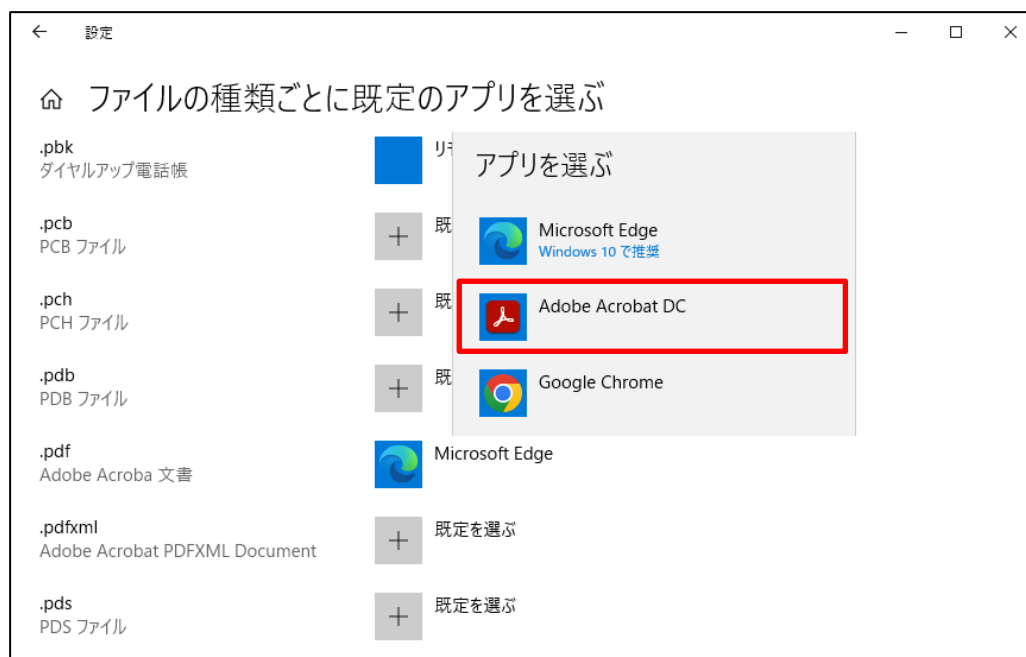 設定
ファイルの種類ごとに既定のアプリを選ぶ
.pbk
ダイヤルアップ電話帳
.pcb
PCB ファイル
既
.pch
PCH ファイル
既
.pdb
PDB ファイル
既
.pdf
Adobe Acroba 文書
Microsoft Edge
.pdfxml
Adobe Acrobat PDFXML Document
既定を選ぶ
.pds
PDS ファイル
既定を選ぶ
アプリを選ぶ
Microsoft Edge
Windows 10 で推奨
Adobe Acrobat DC
Google Chrome